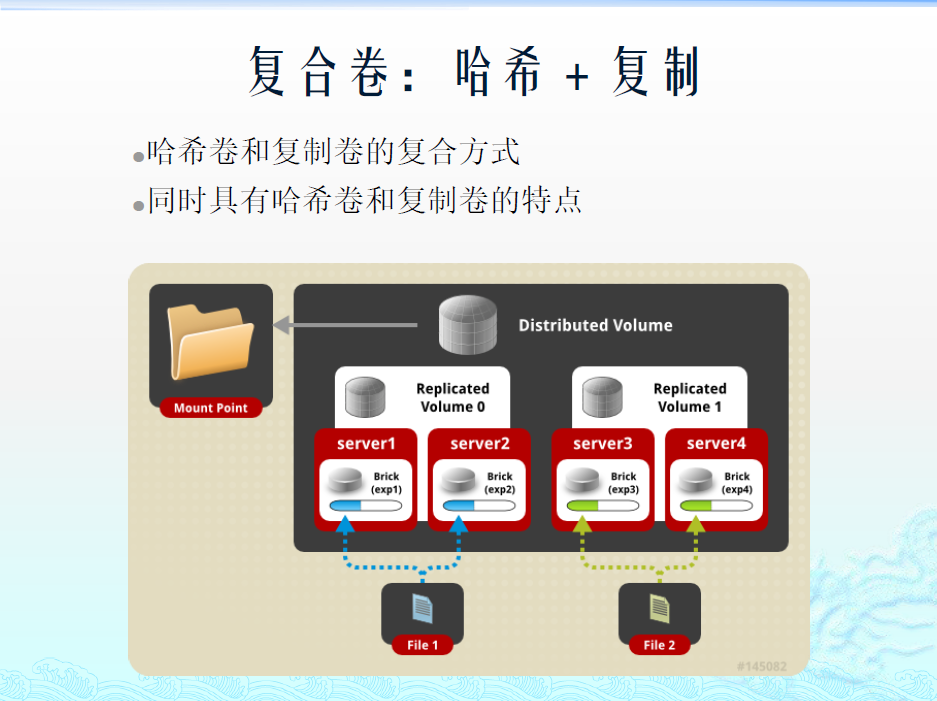 复合卷：哈希 + 复制
哈希卷和复制卷的复合方式
同时具有哈希卷和复制卷的特点
Mount Point
Distributed Volume
Replicated
Volume 0
Replicated
Volume 1
server1
server2
server3
server4
Brick
(exp1)
Brick
(exp2)
Brick
(exp3)
Brick
(exp4)
File 1
File 2
#145082